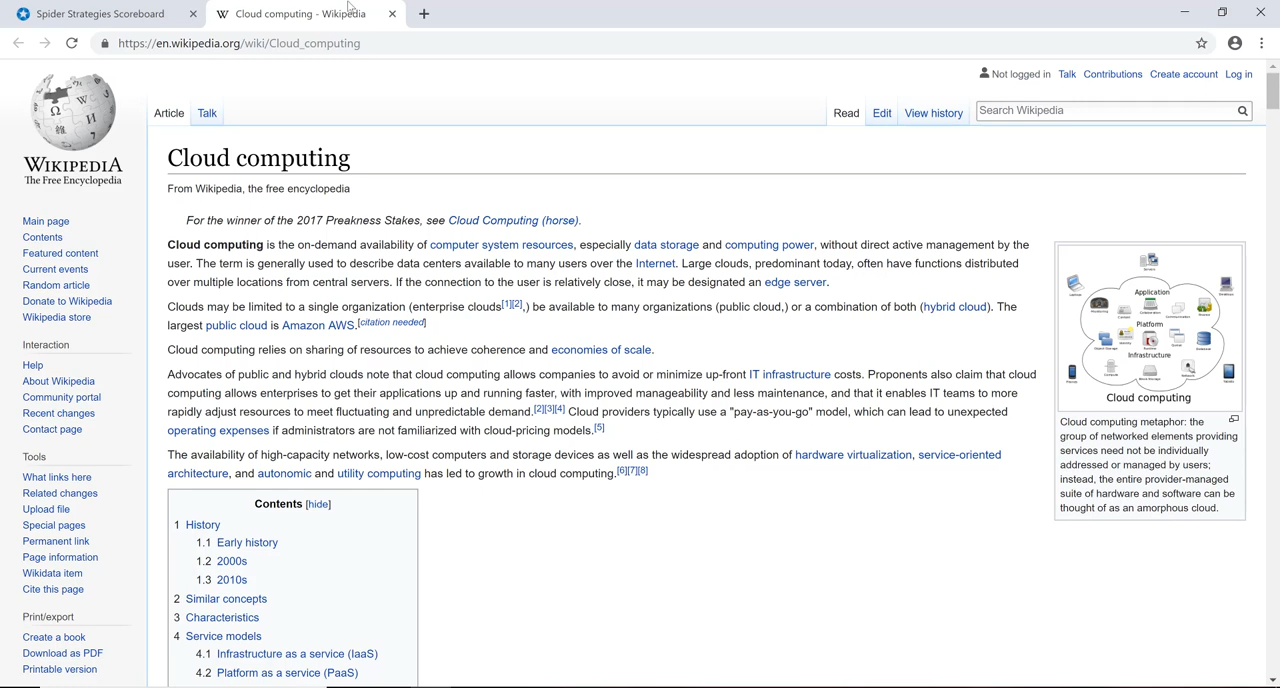 Spider Strategies Scoreboard
Cloud computing - Wikipedia
https://en.wikipedia.org/wiki/Cloud_computing
Not logged in Talk Contributions Create account Log in
Article Talk Read Edit View history Search Wikipedia
WIKIPEDIA
The Free Encyclopedia
Main page
Contents
Featured content
Current events
Random article
Donate to Wikipedia
Wikipedia store
Interaction
Help
About Wikipedia
Community portal
Recent changes
Contact page
Tools
What links here
Related changes
Upload file
Special pages
Permanent link
Page information
Wikidata item
Cite this page
Print/export
Create a book
Download as PDF
Printable version
Cloud computing
From Wikipedia, the free encyclopedia
For the winner of the 2017 Preakness Stakes, see Cloud Computing (horse).
Cloud computing is the on-demand availability of computer system resources, especially data storage and computing power, without direct active management by the
user. The term is generally used to describe data centers available to many users over the Internet. Large clouds, predominant today, often have functions distributed
over multiple locations from central servers. If the connection to the user is relatively close, it may be designated an edge server.
Clouds may be limited to a single organization (enterprise clouds[1][2],) be available to many organizations (public cloud,) or a combination of both (hybrid cloud). The
largest public cloud is Amazon AWS.[citation needed]
Cloud computing relies on sharing of resources to achieve coherence and economies of scale.
Advocates of public and hybrid clouds note that cloud computing allows companies to avoid or minimize up-front IT infrastructure costs. Proponents also claim that cloud
computing allows enterprises to get their applications up and running faster, with improved manageability and less maintenance, and that it enables IT teams to more
rapidly adjust resources to meet fluctuating and unpredictable demand.[2][3][4] Cloud providers typically use a "pay-as-you-go" model, which can lead to unexpected
operating expenses if administrators are not familiarized with cloud-pricing models.[5]
The availability of high-capacity networks, low-cost computers and storage devices as well as the widespread adoption of hardware virtualization, service-oriented
architecture, and autonomic and utility computing has led to growth in cloud computing.[6][7][8]
Contents [hide]
1 History
1.1 Early history
1.2 2000s
1.3 2010s
2 Similar concepts
3 Characteristics
4 Service models
4.1 Infrastructure as a service (IaaS)
4.2 Platform as a service (PaaS)
Servers
Application
Platform
Infrastructure
Cloud computing
Cloud computing metaphor: the
group of networked elements providing
services need not be individually
addressed or managed by users;
instead, the entire provider-managed
suite of hardware and software can be
thought of as an amorphous cloud.